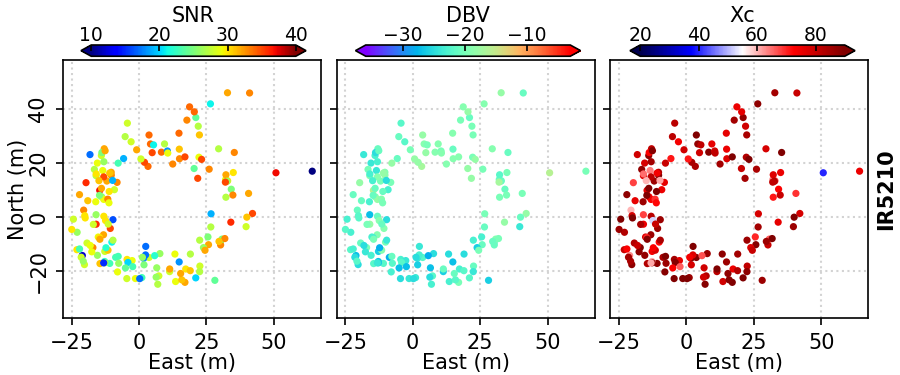 SNR
DBV
Xc
10 20 30 40
−30 −20 −10
20 40 60 80
North (m)
40
20
0
−20
−25 0 25 50
−25 0 25 50
−25 0 25 50
East (m)
East (m)
East (m)
IR5210